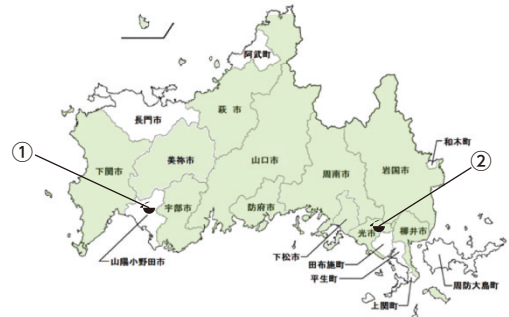 阿武町
長門市
萩 市
和木町
①
②
美祢市
山口市
周南市
岩国市
下関市
宇部市
防府市
光市
柳井市
山陽小野田市
下松市
田布施町
平生町
周防大島町
上関町